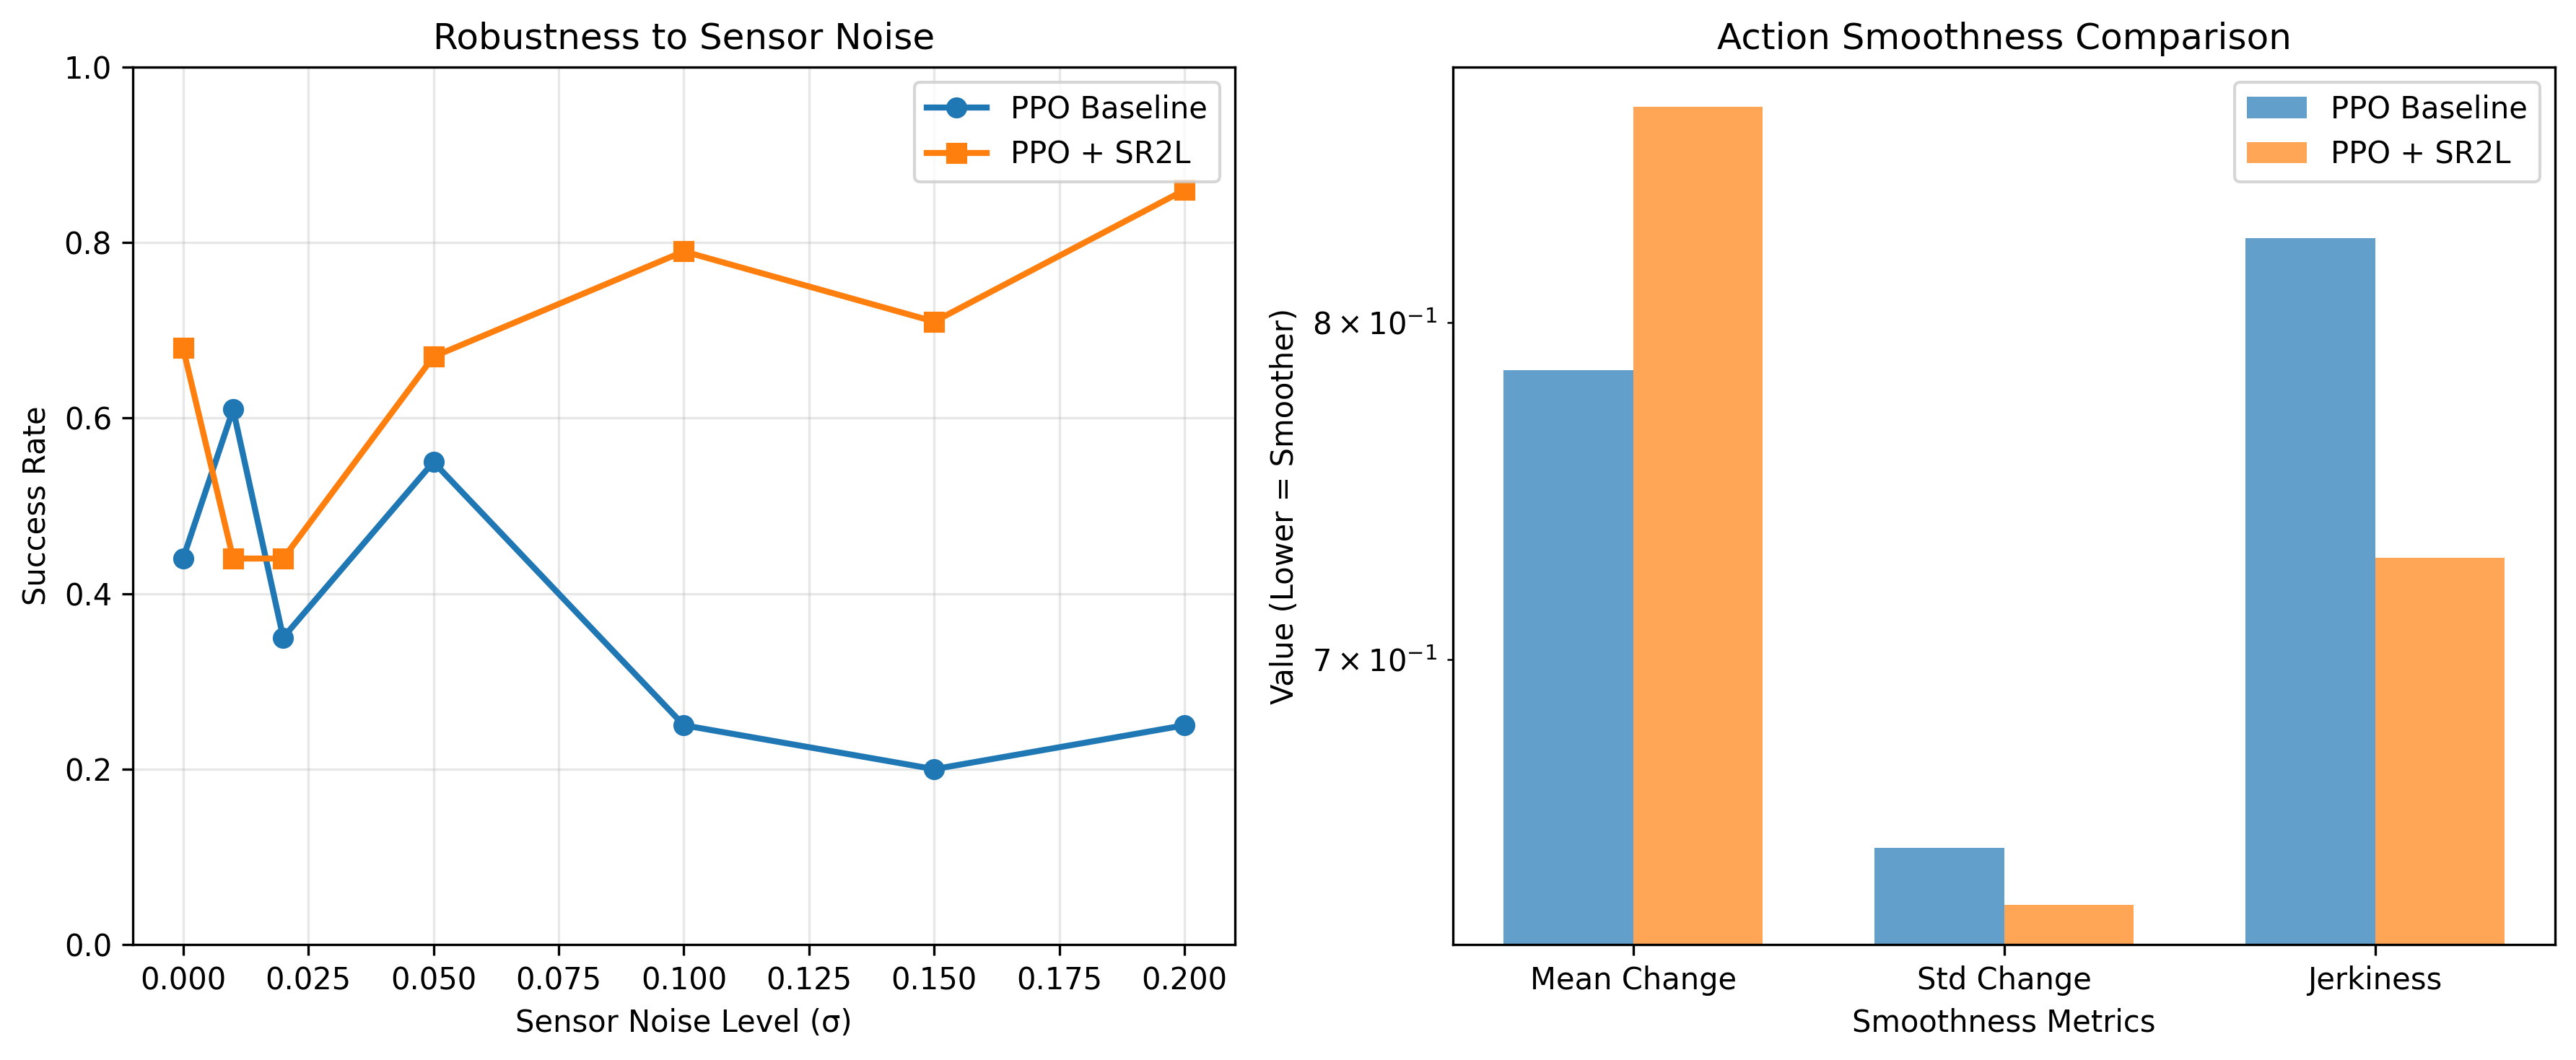 Robustness to Sensor Noise
PPO Baseline
PPO + SR2L
1.0
0.8
0.6
0.4
0.2
0.0
Success Rate
0.000 0.025 0.050 0.075 0.100 0.125 0.150 0.175 0.200
Sensor Noise Level (σ)
Action Smoothness Comparison
PPO Baseline
PPO + SR2L
8 × 10⁻¹
7 × 10⁻¹
Value (Lower = Smoother)
Mean Change Std Change Jerkiness
Smoothness Metrics